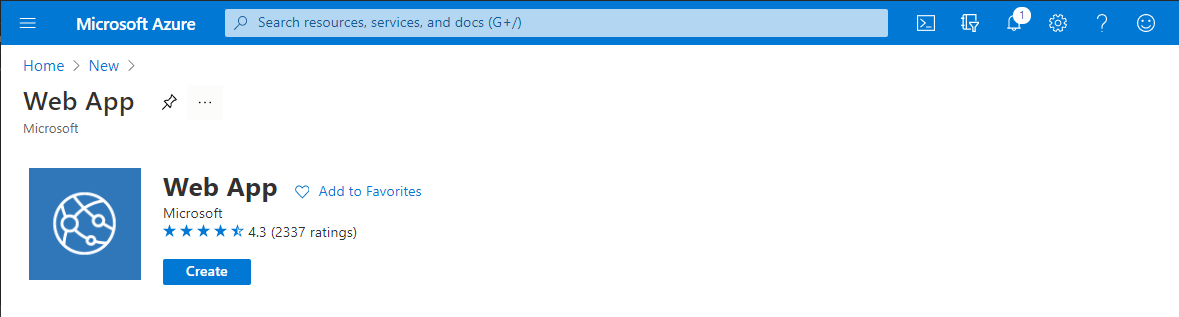 Microsoft Azure
Search resources, services, and docs (G+/)
1
Home
New
Web App
...
Microsoft
Web App
Add to Favorites
Microsoft
4.3 (2337 ratings)
Create